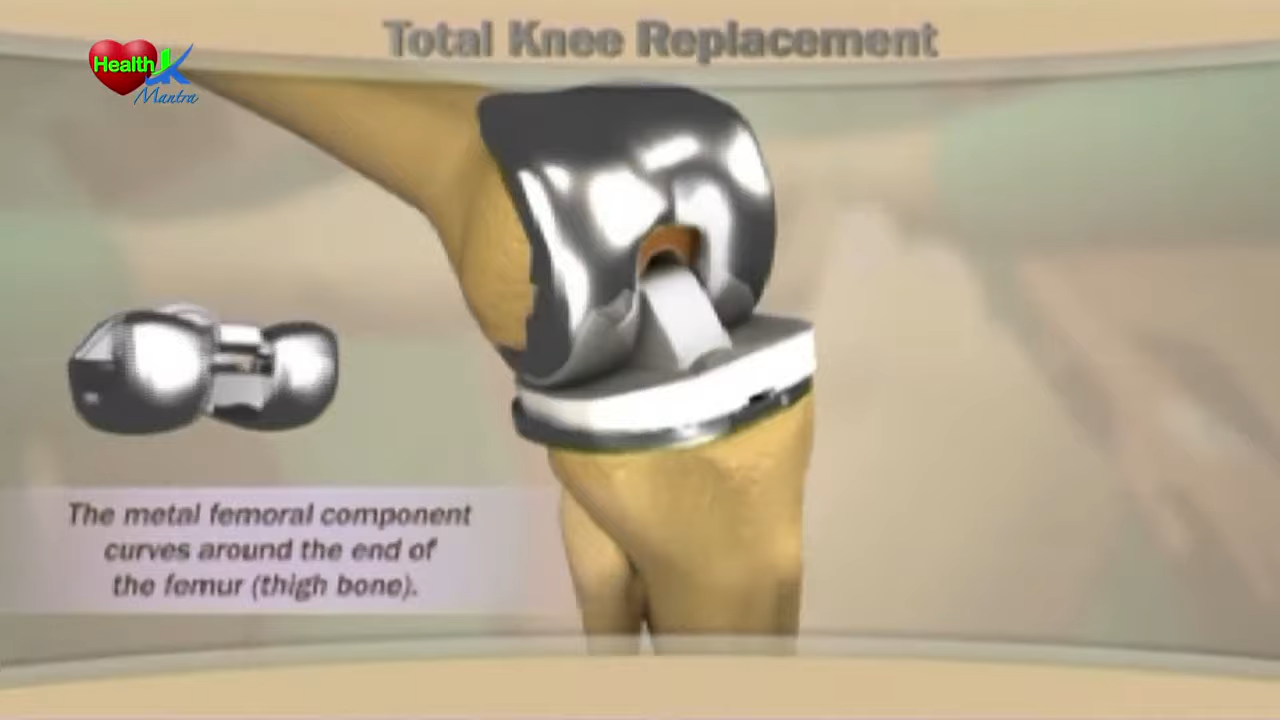 Total Knee Replacement
Health
K
Mantra
The metal femoral component
curves around the end of
the femur (thigh bone).